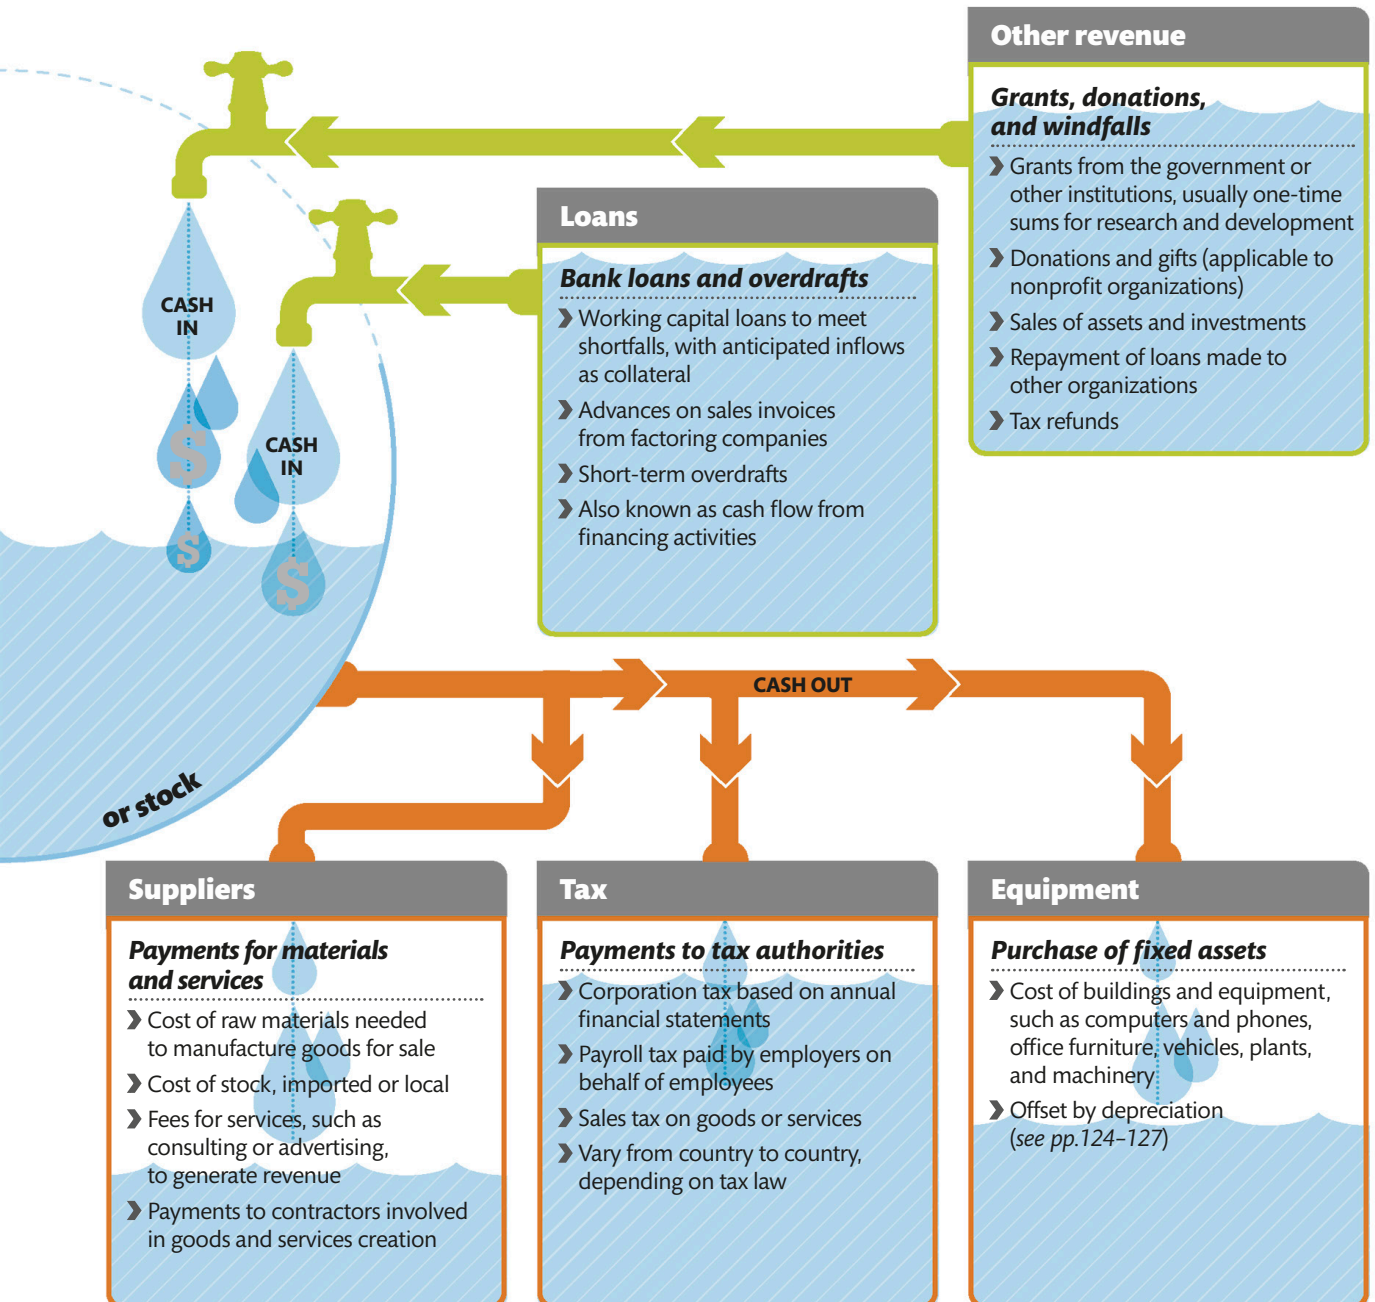 Other revenue
Grants, donations,
and windfalls
❯ Grants from the government or
other institutions, usually one-time
sums for research and development
❯ Donations and gifts (applicable to
nonprofit organizations)
❯ Sales of assets and investments
❯ Repayment of loans made to
other organizations
❯ Tax refunds
Loans
Bank loans and overdrafts
❯ Working capital loans to meet
shortfalls, with anticipated inflows
as collateral
❯ Advances on sales invoices
from factoring companies
❯ Short-term overdrafts
❯ Also known as cash flow from
financing activities
CASH
IN
$
$
CASH
IN
$
CASH OUT
or stock
Suppliers
Payments for materials
and services
❯ Cost of raw materials needed
to manufacture goods for sale
❯ Cost of stock, imported or local
❯ Fees for services, such as
consulting or advertising,
to generate revenue
❯ Payments to contractors involved
in goods and services creation
Tax
Payments to tax authorities
❯ Corporation tax based on annual
financial statements
❯ Payroll tax paid by employers on
behalf of employees
❯ Sales tax on goods or services
❯ Vary from country to country,
depending on tax law
Equipment
Purchase of fixed assets
❯ Cost of buildings and equipment,
such as computers and phones,
office furniture, vehicles, plants,
and machinery
❯ Offset by depreciation
(see pp.124–127)